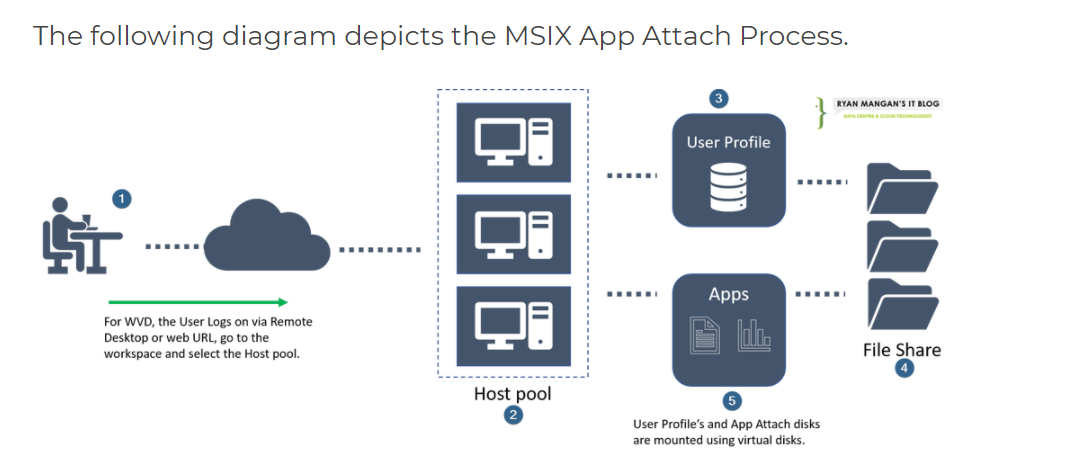 The following diagram depicts the MSIX App Attach Process.
1
For WVD, the User Logs on via Remote
Desktop or web URL, go to the
workspace and select the Host pool.
Host pool
2
3
User Profile
Apps
5
User Profile's and App Attach disks
are mounted using virtual disks.
RYAN MANGAN'S IT BLOG
DATA CENTRE & CLOUD TECHNOLOGIST
File Share
4